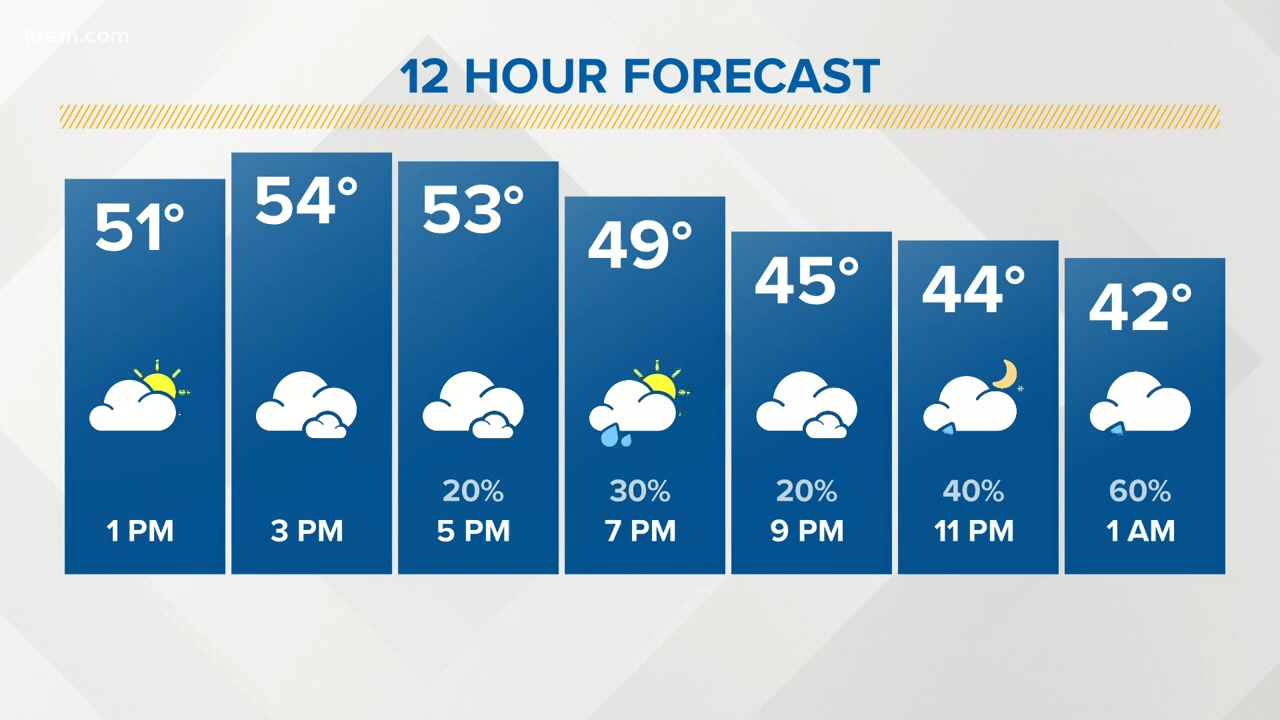 krem.com
12 HOUR FORECAST
51° 54° 53° 49° 45° 44° 42°
20% 30% 20% 40% 60%
1 PM 3 PM 5 PM 7 PM 9 PM 11 PM 1 AM